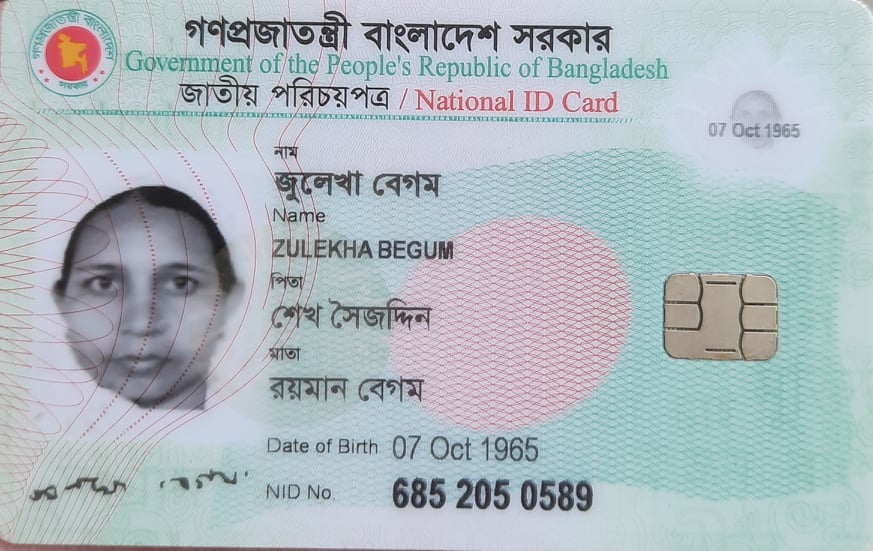 গণপ্রজাতন্ত্রী বাংলাদেশ সরকার
Government of the People's Republic of Bangladesh
জাতীয় পরিচয়পত্র / National ID Card
07 Oct 1965
নাম
জুলেখা বেগম
Name
ZULEKHA BEGUM
পিতা
শেখ সৈজদ্দিন
মাতা
রয়মান বেগম
Date of Birth 07 Oct 1965
NID No. 685 205 0589